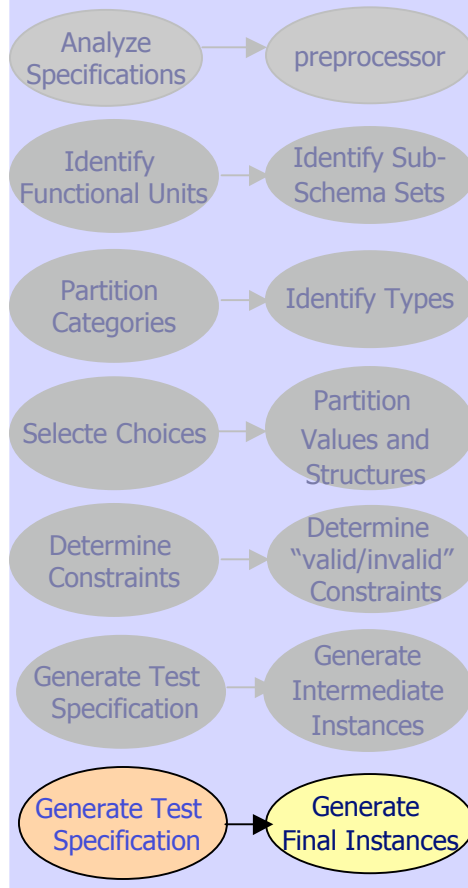 Analyze
Specifications
preprocessor
Identify
Functional Units
Identify Sub-
Schema Sets
Partition
Categories
Identify Types
Selecte Choices
Partition
Values and
Structures
Determine
Constraints
Determine
“valid/invalid”
Constraints
Generate Test
Specification
Generate
Intermediate
Instances
Generate Test
Specification
Generate
Final Instances